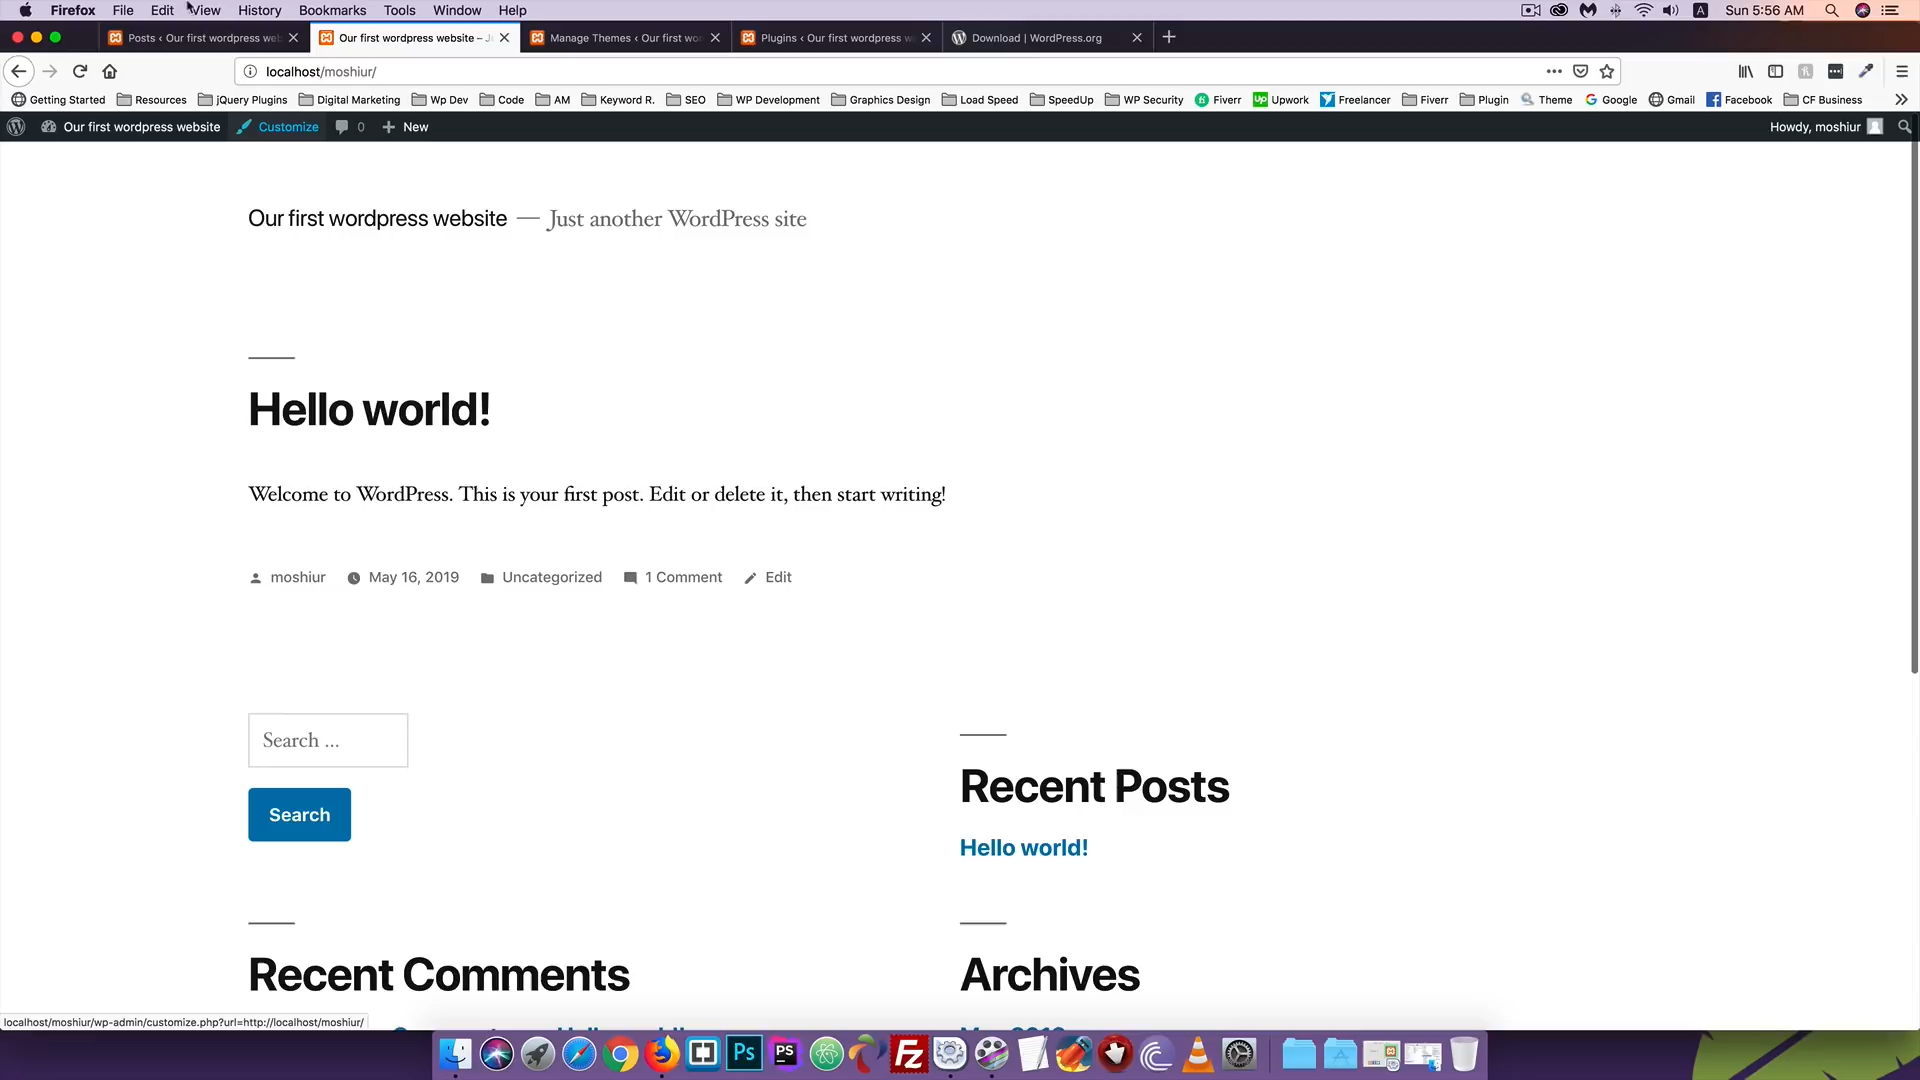 Firefox File Edit View History Bookmarks Tools Window Help Sun 5:56 AM
Posts ‹ Our first wordpress we Our first wordpress website – Manage Themes ‹ Our first wo Plugins ‹ Our first wordpress Download | WordPress.org
localhost/moshiur/
Getting Started Resources jQuery Plugins Digital Marketing Wp Dev Code AM Keyword R. SEO WP Development Graphics Design Load Speed SpeedUp WP Security Fiverr Upwork Freelancer Fiverr Plugin Theme Google Gmail Facebook CF Business
Our first wordpress website Customize 0 New Howdy, moshiur
Our first wordpress website — Just another WordPress site
Hello world!
Welcome to WordPress. This is your first post. Edit or delete it, then start writing!
moshiur May 16, 2019 Uncategorized 1 Comment Edit
Search ...
Search
Recent Posts
Hello world!
Recent Comments
Archives
localhost/moshiur/wp-admin/customize.php?url=http://localhost/moshiur/
Ps PS FZ